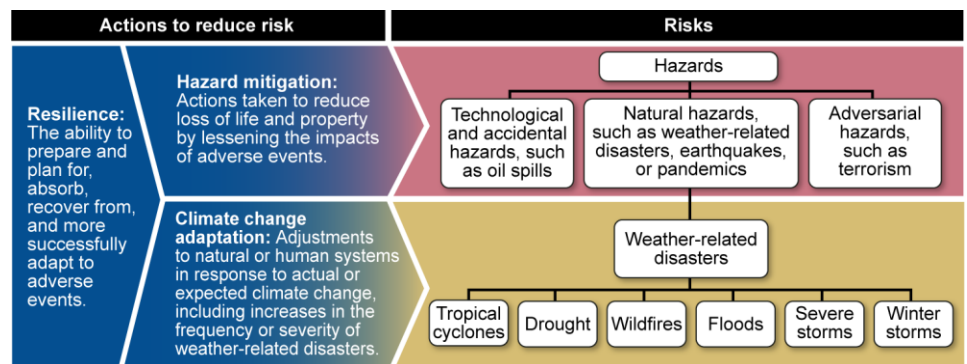 Actions to reduce risk
Risks
Resilience:
The ability to
prepare and
plan for,
absorb,
recover from,
and more
successfully
adapt to
adverse
events.
Hazard mitigation:
Actions taken to reduce
loss of life and property
by lessening the impacts
of adverse events.
Climate change
adaptation: Adjustments
to natural or human systems
in response to actual or
expected climate change,
including increases in the
frequency or severity of
weather-related disasters.
Hazards
Technological
and accidental
hazards, such
as oil spills
Natural hazards,
such as weather-related
disasters, earthquakes,
or pandemics
Adversarial
hazards,
such as
terrorism
Weather-related
disasters
Tropical
cyclones
Drought
Wildfires
Floods
Severe
storms
Winter
storms